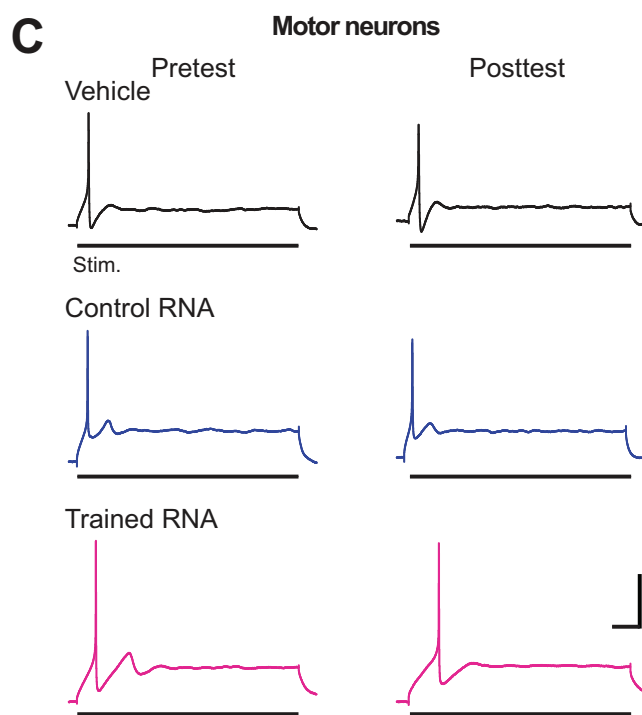 C
Motor neurons
Pretest
Posttest
Vehicle
Stim.
Control RNA
Trained RNA